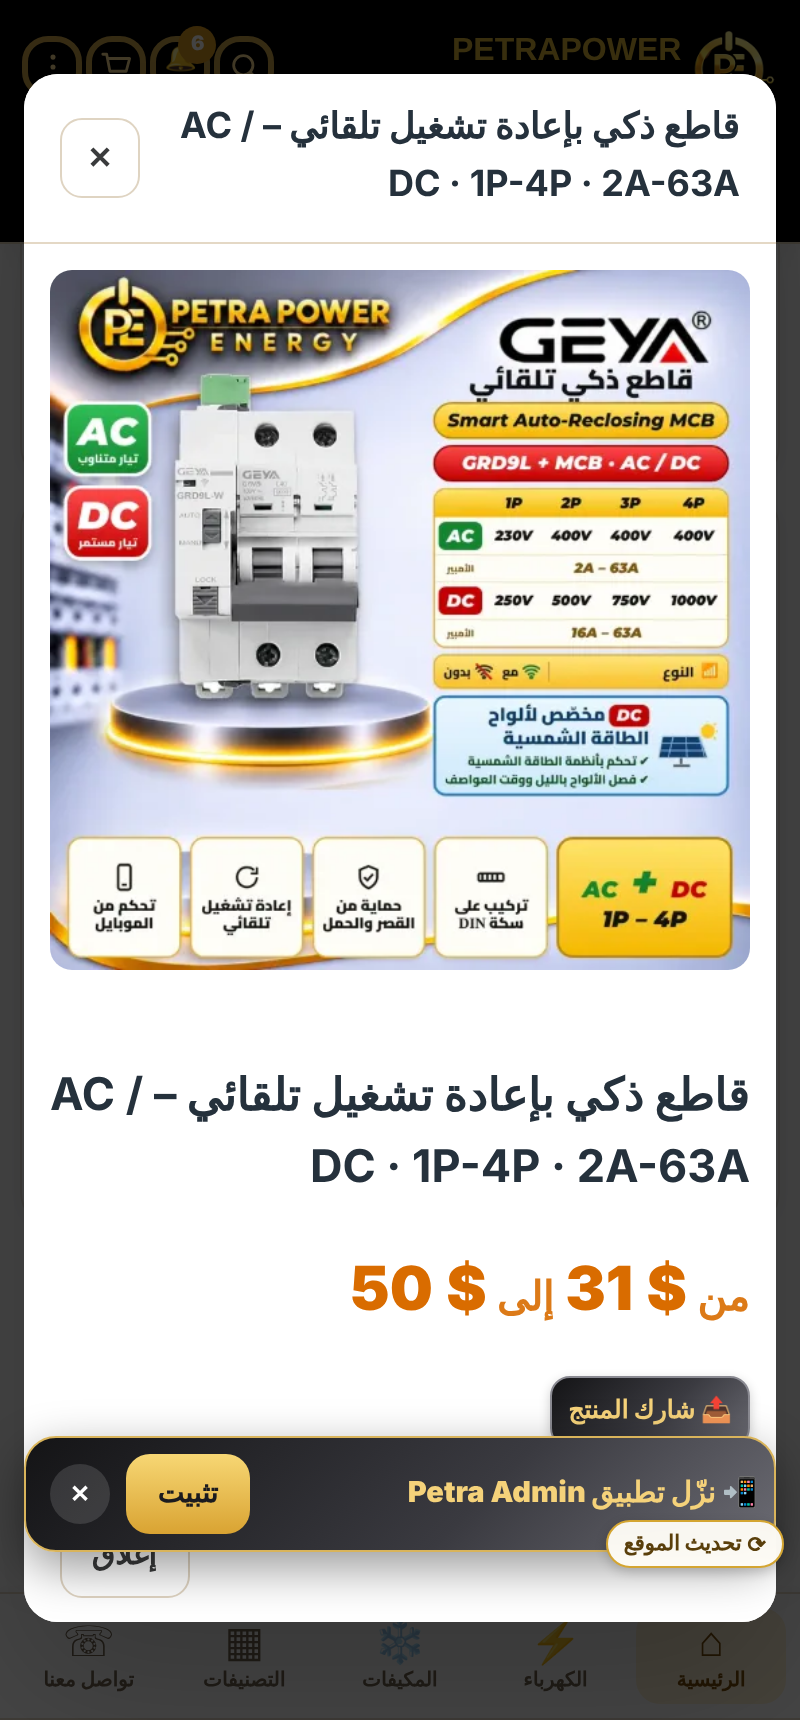 PETRAPOWER
6
قاطع ذكي بإعادة تشغيل تلقائي – AC /
DC · 1P-4P · 2A-63A
×
PETRA POWER
ENERGY
GEYA®
قاطع ذكي تلقائي
Smart Auto-Reclosing MCB
GRD9L + MCB · AC / DC
AC
تيار متناوب
DC
تيار مستمر
GEYA
GEYA
GRD9L-W
AUTO
LOCK
1P 2P 3P 4P
AC 230V 400V 400V 400V
الأمبير 2A – 63A
DC 250V 500V 750V 1000V
الأمبير 16A – 63A
النوع مع بدون
DC مخصّص لألواح
الطاقة الشمسية
✓ تحكم بأنظمة الطاقة الشمسية
✓ فصل الألواح بالليل ووقت العواصف
AC + DC
1P – 4P
تركيب على
سكة DIN
حماية من
القصر والحمل
إعادة تشغيل
تلقائي
تحكم من
الموبايل
قاطع ذكي بإعادة تشغيل تلقائي – AC /
DC · 1P-4P · 2A-63A
من $ 31 إلى $ 50
📤 شارك المنتج
📲 نزّل تطبيق Petra Admin
تثبيت
×
⟳ تحديث الموقع
إغلاق
الرئيسية
الكهرباء
المكيفات
التصنيفات
تواصل معنا